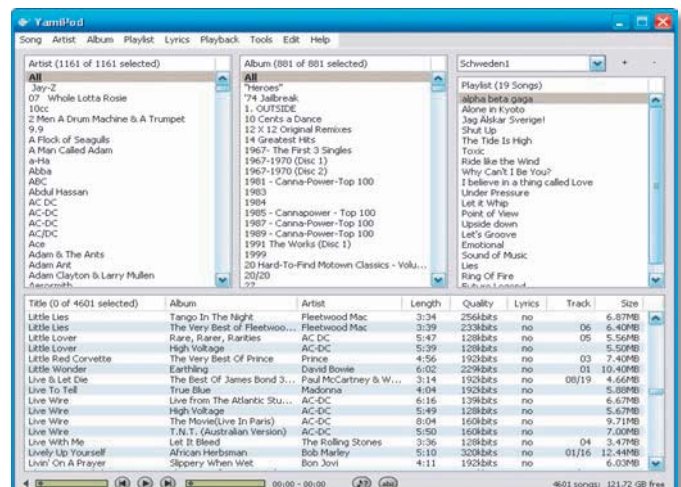 YamiPod
Song Artist Album Playlist Lyrics Playback Tools Edit Help
Artist (1161 of 1161 selected)
All
Jay-Z
07 Whole Lotta Rosie
10cc
2 Men A Drum Machine & A Trumpet
9.9
A Flock of Seagulls
A Man Called Adam
a-Ha
Abba
ABC
Abdul Hassan
AC DC
AC-DC
AC-DC
AC/DC
Ace
Adam & The Ants
Adam Ant
Adam Clayton & Larry Mullen
Aerosmith
Album (881 of 881 selected)
All
"Heroes"
'74 Jailbreak
1. OUTSIDE
10 Cents a Dance
12 X 12 Original Remixes
14 Greatest Hits
1967- The First 3 Singles
1967-1970 (Disc 1)
1967-1970 (Disc 2)
1981 - Canna-Power-Top 100
1983
1984
1985 - Cannapower - Top 100
1987 - Canna-Power-Top 100
1989 - Canna-Power-Top 100
1991 The Works (Disc 1)
1999
20 Hard-To-Find Motown Classics - Volu...
20/20
27
Schweden1 + -
Playlist (19 Songs)
alpha beta gaga
Alone in Kyoto
Jag Älskar Sverige!
Shut Up
The Tide Is High
Toxic
Ride like the Wind
Why Can't I Be You?
I believe in a thing called Love
Under Pressure
Let it Whip
Point of View
Upside down
Let's Groove
Emotional
Sound of Music
Lies
Ring Of Fire
Future Legend
Title (0 of 4601 selected) Album Artist Length Quality Lyrics Track Size
Little Lies Tango In The Night Fleetwood Mac 3:34 256kbits no 6.87MB
Little Lies The Very Best of Fleetwoo... Fleetwood Mac 3:39 233kbits no 06 6.40MB
Little Lover Rare, Rarer, Rarities AC DC 5:47 128kbits no 05 5.56MB
Little Lover High Voltage AC-DC 5:39 128kbits no 5.50MB
Little Red Corvette The Very Best Of Prince Prince 4:56 192kbits no 03 7.40MB
Little Wonder Earthling David Bowie 6:02 229kbits no 01 10.40MB
Live & Let Die The Best Of James Bond 3... Paul McCartney & W... 3:14 192kbits no 08/19 4.66MB
Live To Tell True Blue Madonna 4:04 192kbits no 5.88MB
Live Wire Live from The Atlantic Stu... AC-DC 6:16 139kbits no 6.67MB
Live Wire High Voltage AC-DC 5:49 128kbits no 5.67MB
Live Wire The Movie(Live In Paris) AC-DC 8:04 160kbits no 9.71MB
Live Wire T.N.T. (Australian Version) AC-DC 5:50 160kbits no 7.00MB
Live With Me Let It Bleed The Rolling Stones 3:36 128kbits no 04 3.47MB
Lively Up Yourself African Herbsman Bob Marley 5:10 320kbits no 01/16 12.44MB
Livin' On A Prayer Slippery When Wet Bon Jovi 4:11 192kbits no 6.03MB
00:00 - 00:00 abc 4601 songs: 121.72 GB free